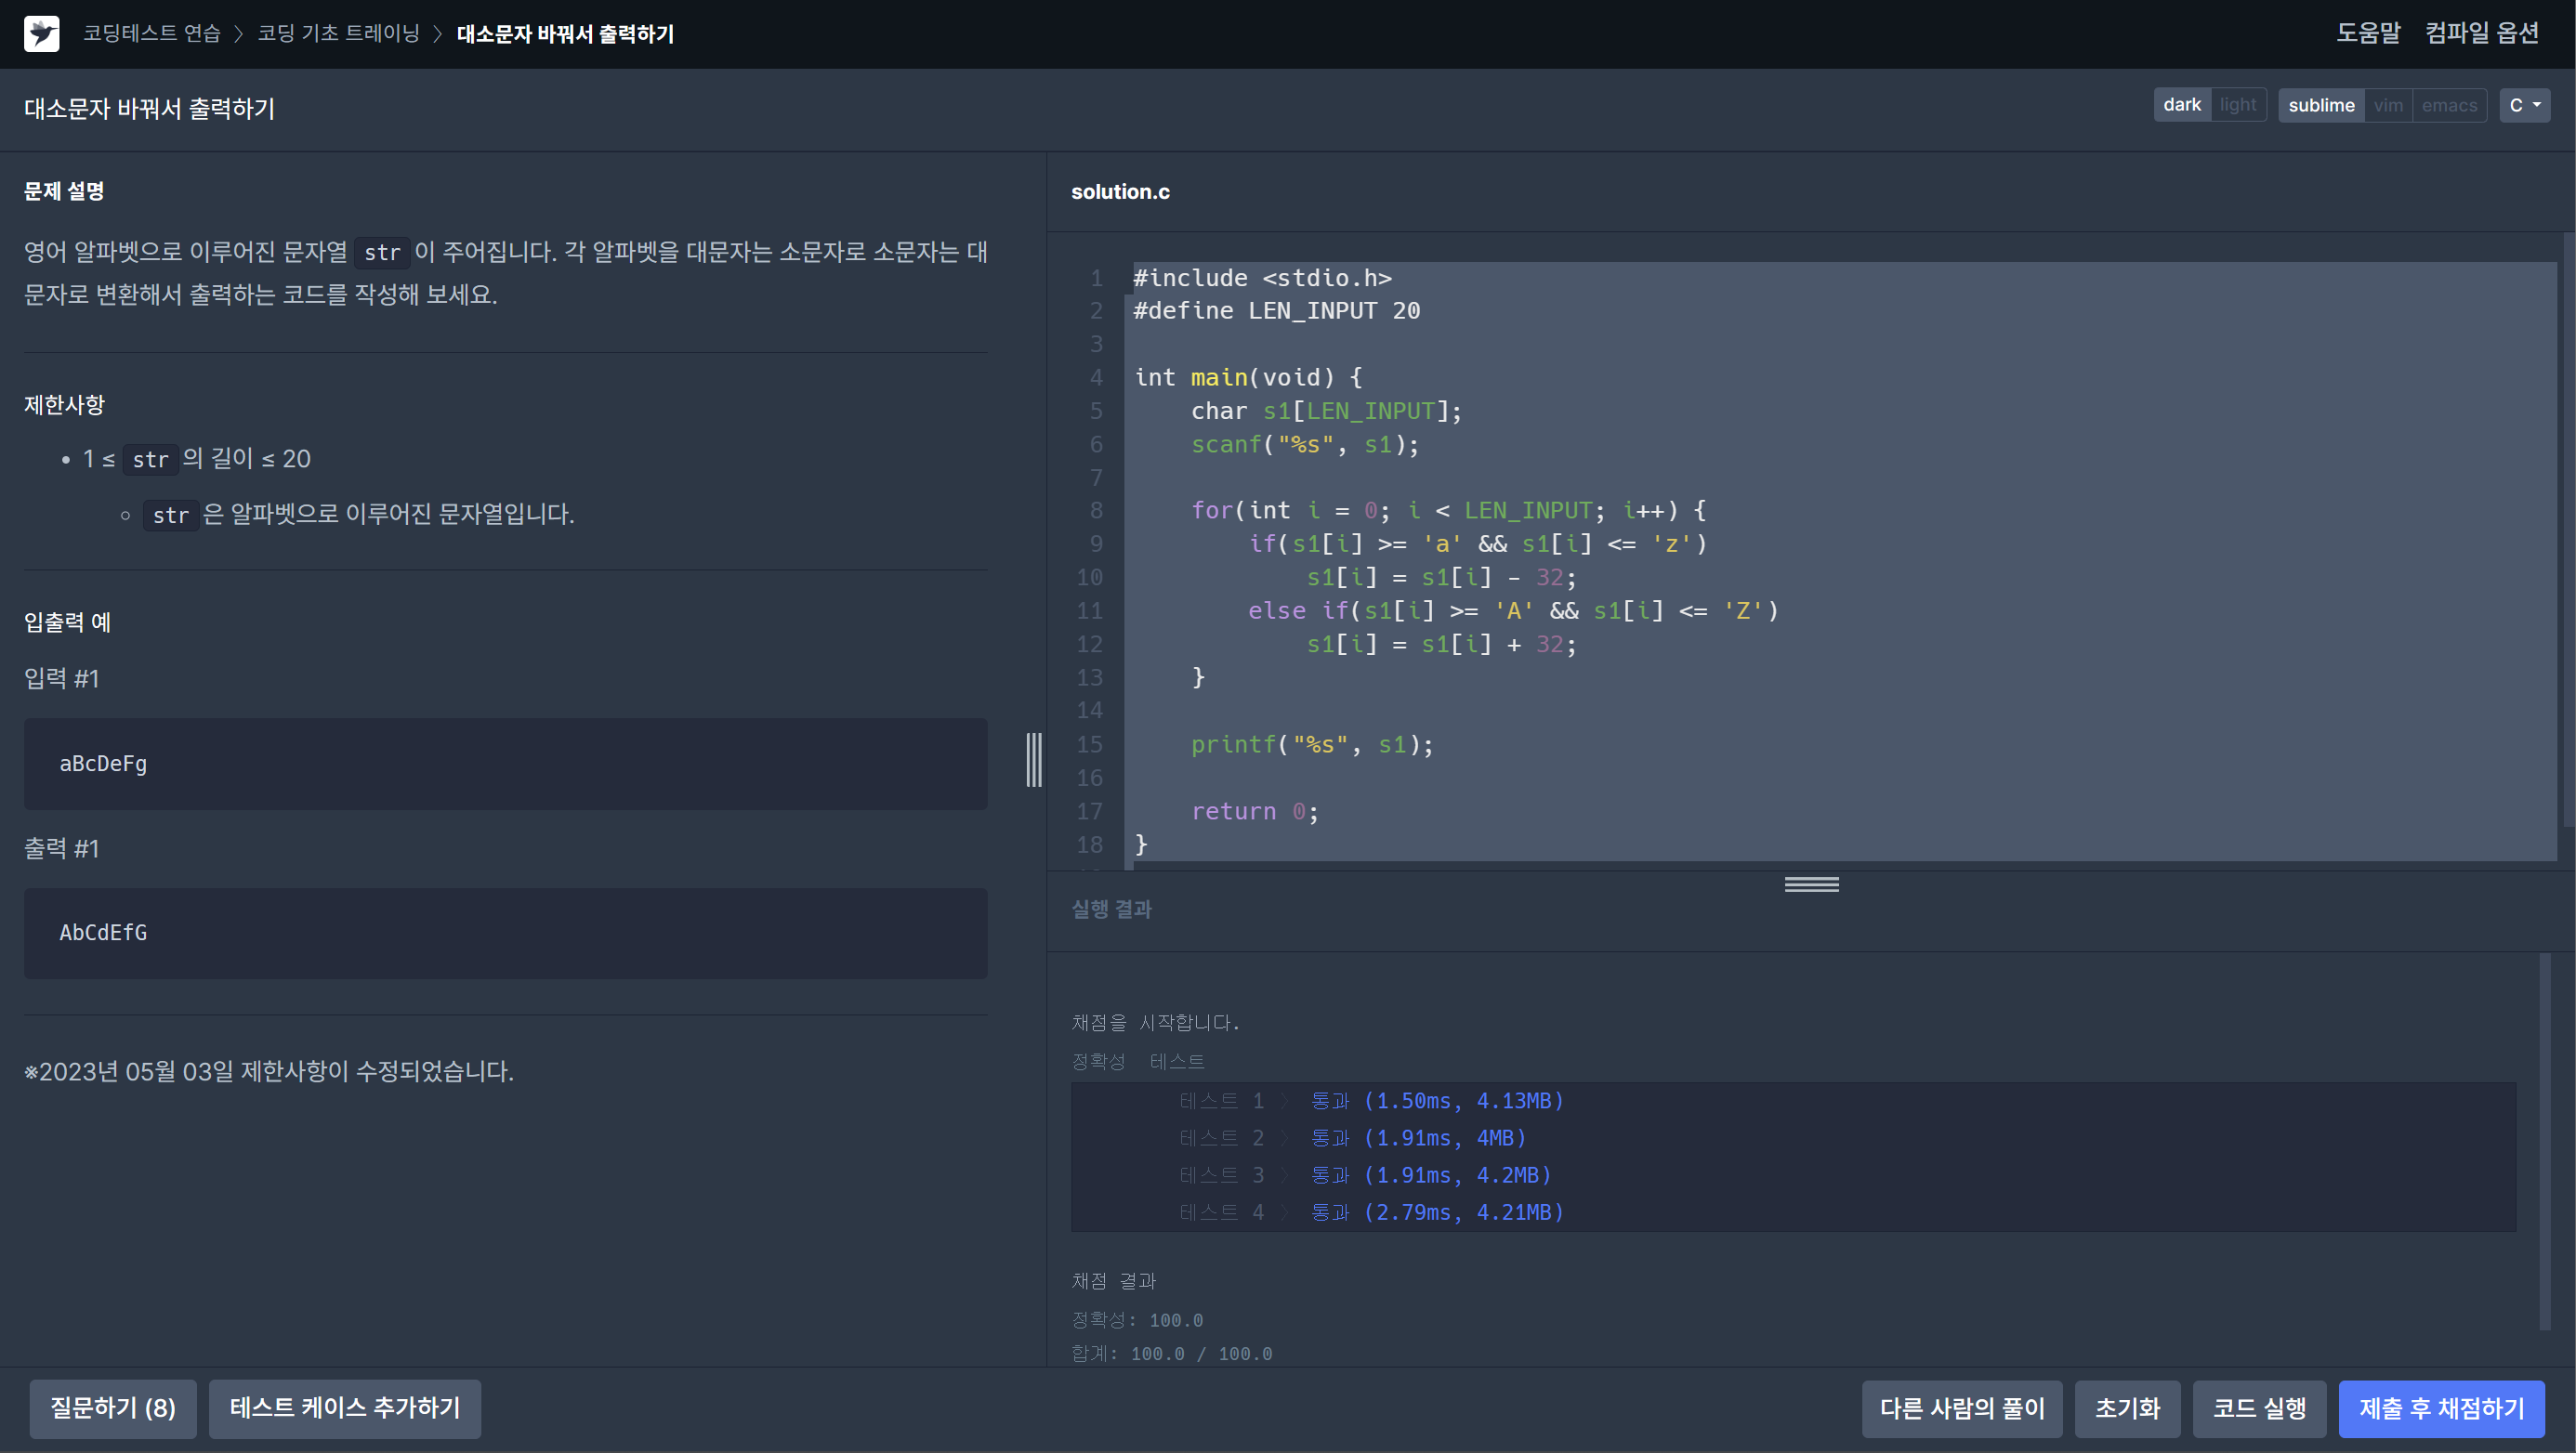 코딩테스트 연습 > 코딩 기초 트레이닝 > 대소문자 바꿔서 출력하기
도움말 컴파일 옵션
대소문자 바꿔서 출력하기
dark light sublime vim emacs C
문제 설명
영어 알파벳으로 이루어진 문자열 str 이 주어집니다. 각 알파벳을 대문자는 소문자로 소문자는 대
문자로 변환해서 출력하는 코드를 작성해 보세요.
제한사항
• 1 ≤ str 의 길이 ≤ 20
◦ str 은 알파벳으로 이루어진 문자열입니다.
입출력 예
입력 #1
aBcDeFg
출력 #1
AbCdEfG
※2023년 05월 03일 제한사항이 수정되었습니다.
solution.c
1 #include <stdio.h>
2 #define LEN_INPUT 20
3
4 int main(void) {
5     char s1[LEN_INPUT];
6     scanf("%s", s1);
7
8     for(int i = 0; i < LEN_INPUT; i++) {
9         if(s1[i] >= 'a' && s1[i] <= 'z')
10             s1[i] = s1[i] - 32;
11         else if(s1[i] >= 'A' && s1[i] <= 'Z')
12             s1[i] = s1[i] + 32;
13     }
14
15     printf("%s", s1);
16
17     return 0;
18 }
실행 결과
채점을 시작합니다.
정확성 테스트
테스트 1 > 통과 (1.50ms, 4.13MB)
테스트 2 > 통과 (1.91ms, 4MB)
테스트 3 > 통과 (1.91ms, 4.2MB)
테스트 4 > 통과 (2.79ms, 4.21MB)
채점 결과
정확성: 100.0
합계: 100.0 / 100.0
질문하기 (8) 테스트 케이스 추가하기
다른 사람의 풀이 초기화 코드 실행 제출 후 채점하기